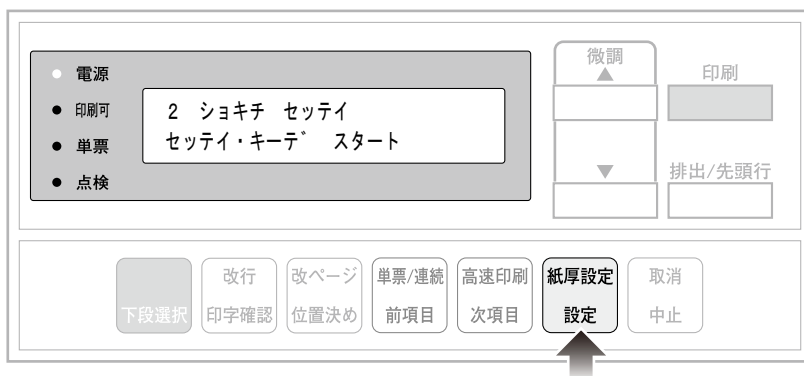 電源
印刷可
単票
点検
2 ショキチ セッテイ
セッテイ・キーデ゛ スタート
微調
▲
▼
印刷
排出/先頭行
下段選択
改行
印字確認
改ページ
位置決め
単票/連続
前項目
高速印刷
次項目
紙厚設定
設定
取消
中止